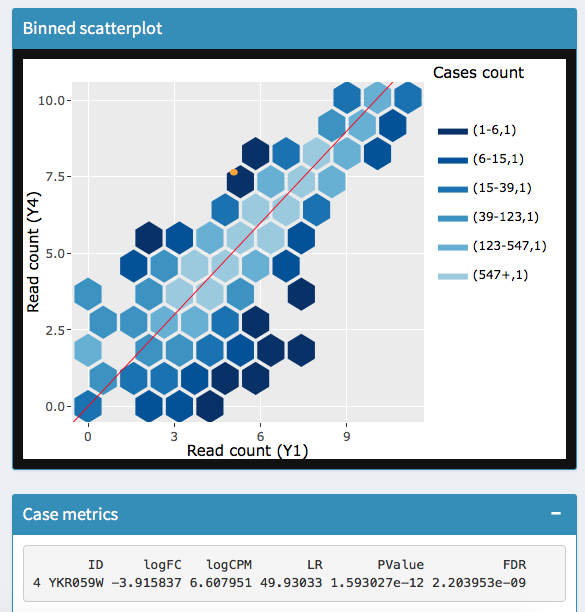 Binned scatterplot
Cases count
(1-6,1)
(6-15,1)
(15-39,1)
(39-123,1)
(123-547,1)
(547+,1)
Read count (Y4)
10.0
7.5
5.0
2.5
0.0
0 3 6 9
Read count (Y1)
Case metrics
ID logFC logCPM LR PValue FDR
4 YKR059W -3.915837 6.607951 49.93033 1.593027e-12 2.203953e-09